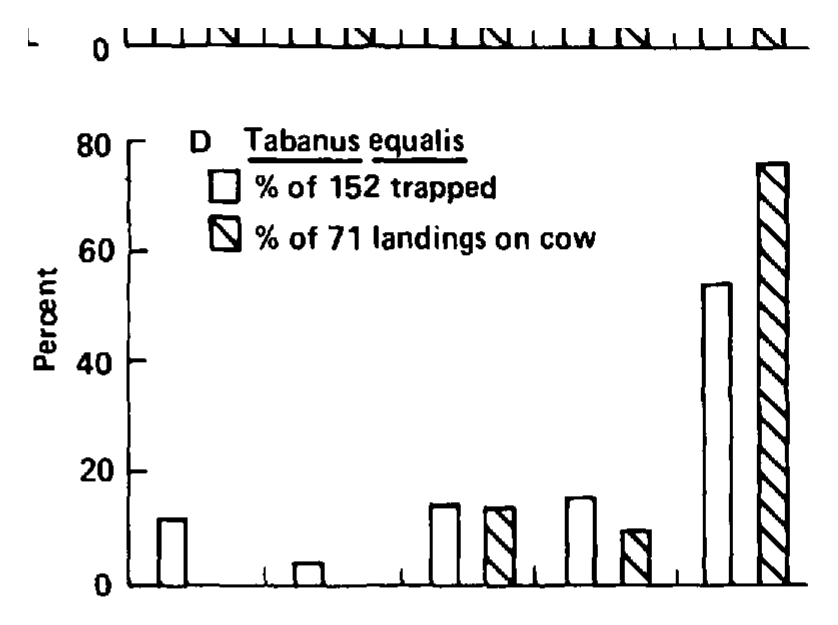 0
80
D Tabanus equalis
% of 152 trapped
% of 71 landings on cow
60
Percent
40
20
0